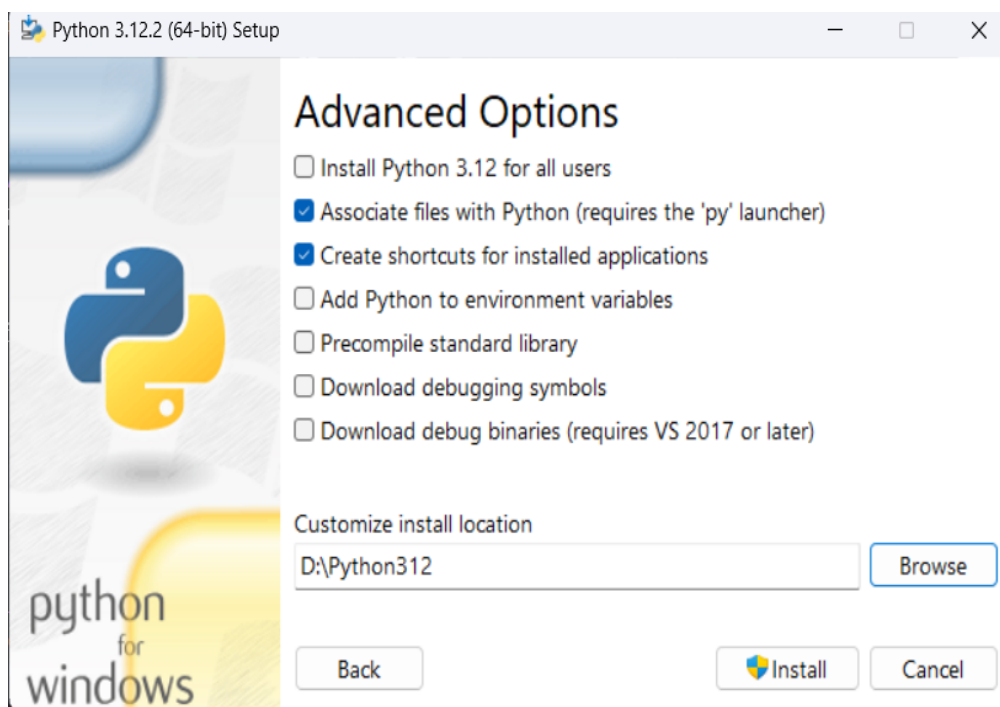 Python 3.12.2 (64-bit) Setup
Advanced Options
Install Python 3.12 for all users
Associate files with Python (requires the 'py' launcher)
Create shortcuts for installed applications
Add Python to environment variables
Precompile standard library
Download debugging symbols
Download debug binaries (requires VS 2017 or later)
Customize install location
D:\Python312
Browse
python
for
windows
Back
Install
Cancel